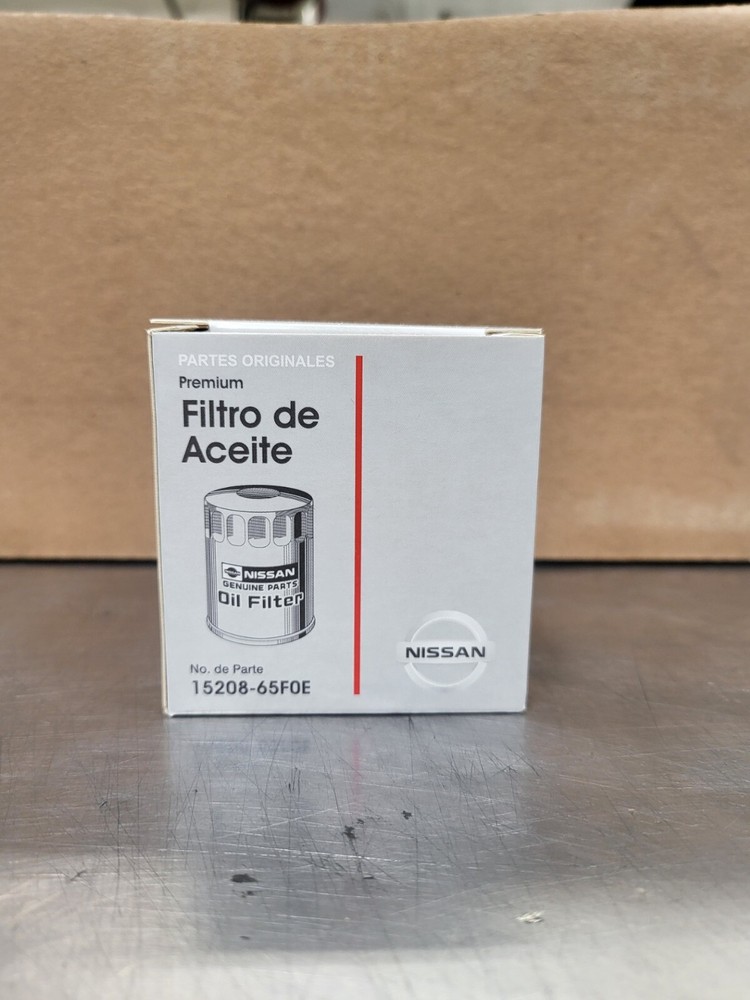 PARTES ORIGINALES
Premium
Filtro de
Aceite
NISSAN
GENUINE PARTS
Oil Filter
No. de Parte
15208-65F0E
NISSAN